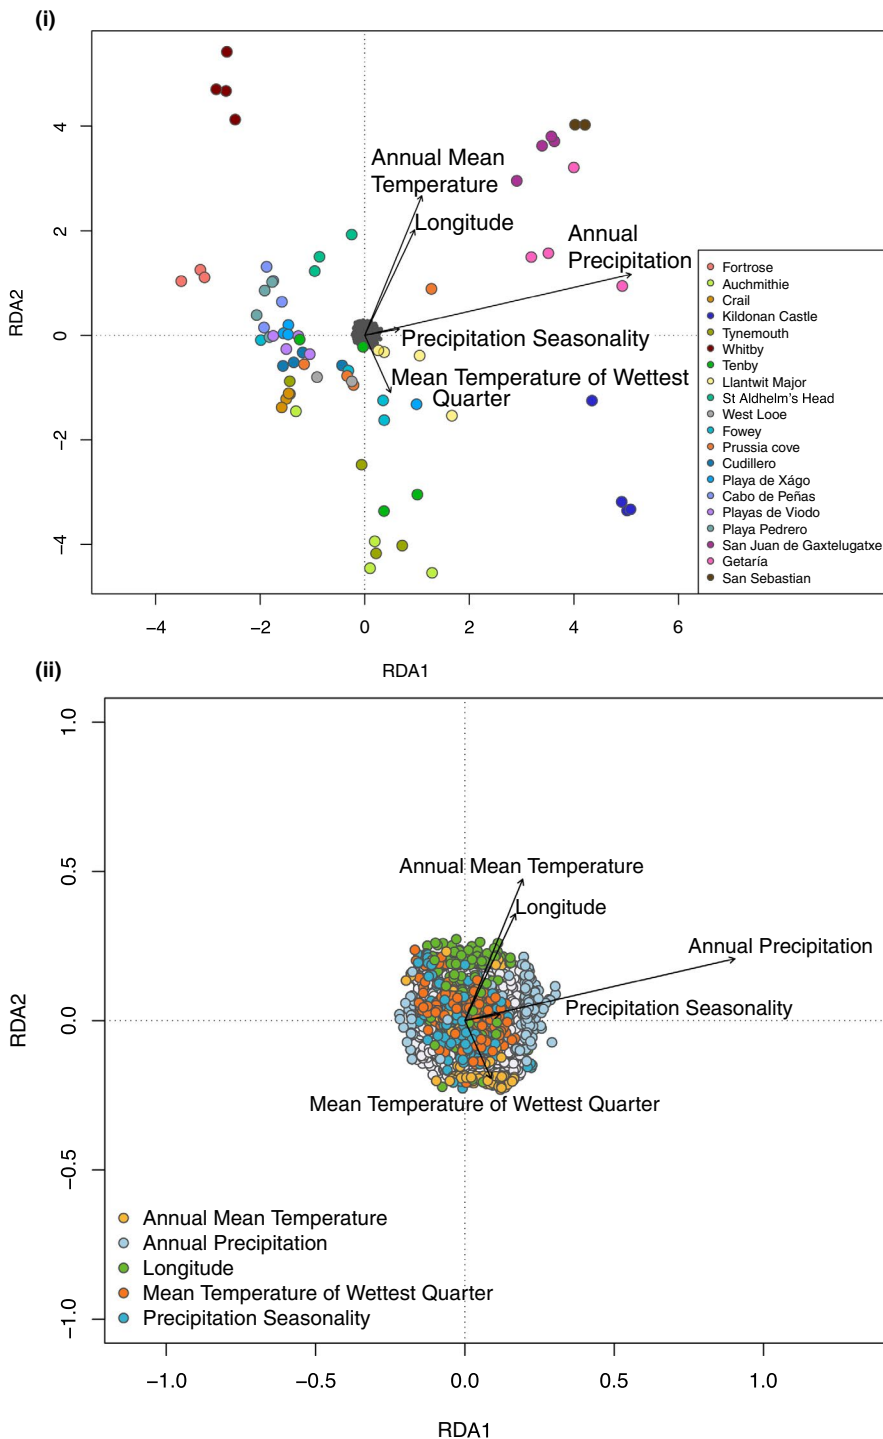 (i)
4
2
0
−2
−4
RDA2
Annual Mean
Temperature
Longitude
Annual
Precipitation
Precipitation Seasonality
Mean Temperature of Wettest
Quarter
Fortrose
Auchmithie
Crail
Kildonan Castle
Tynemouth
Whitby
Tenby
Llantwit Major
St Aldhelm's Head
West Looe
Fowey
Prussia cove
Cudillero
Playa de Xágo
Cabo de Peñas
Playas de Viodo
Playa Pedrero
San Juan de Gaxtelugatxe
Getaría
San Sebastian
−4 −2 0 2 4 6
RDA1
(ii)
1.0
0.5
0.0
−0.5
−1.0
RDA2
Annual Mean Temperature
Longitude
Annual Precipitation
Precipitation Seasonality
Mean Temperature of Wettest Quarter
Annual Mean Temperature
Annual Precipitation
Longitude
Mean Temperature of Wettest Quarter
Precipitation Seasonality
−1.0 −0.5 0.0 0.5 1.0
RDA1